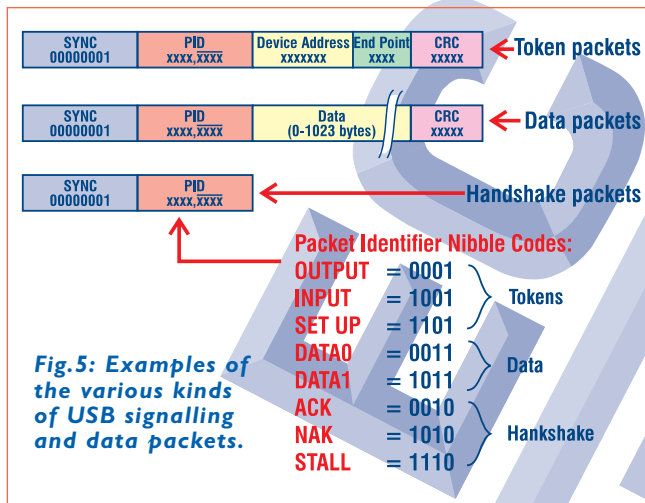 SYNC PID Device Address End Point CRC
00000001 xxxx,xxxx xxxxxxx xxxx xxxxx
Token packets
SYNC PID Data CRC
00000001 xxxx,xxxx (0-1023 bytes) xxxxx
Data packets
SYNC PID
00000001 xxxx,xxxx
Handshake packets
Packet Identifier Nibble Codes:
OUTPUT = 0001
INPUT = 1001
SET UP = 1101
Tokens
DATA0 = 0011
DATA1 = 1011
Data
ACK = 0010
NAK = 1010
STALL = 1110
Hankshake
Fig.5: Examples of
the various kinds
of USB signalling
and data packets.